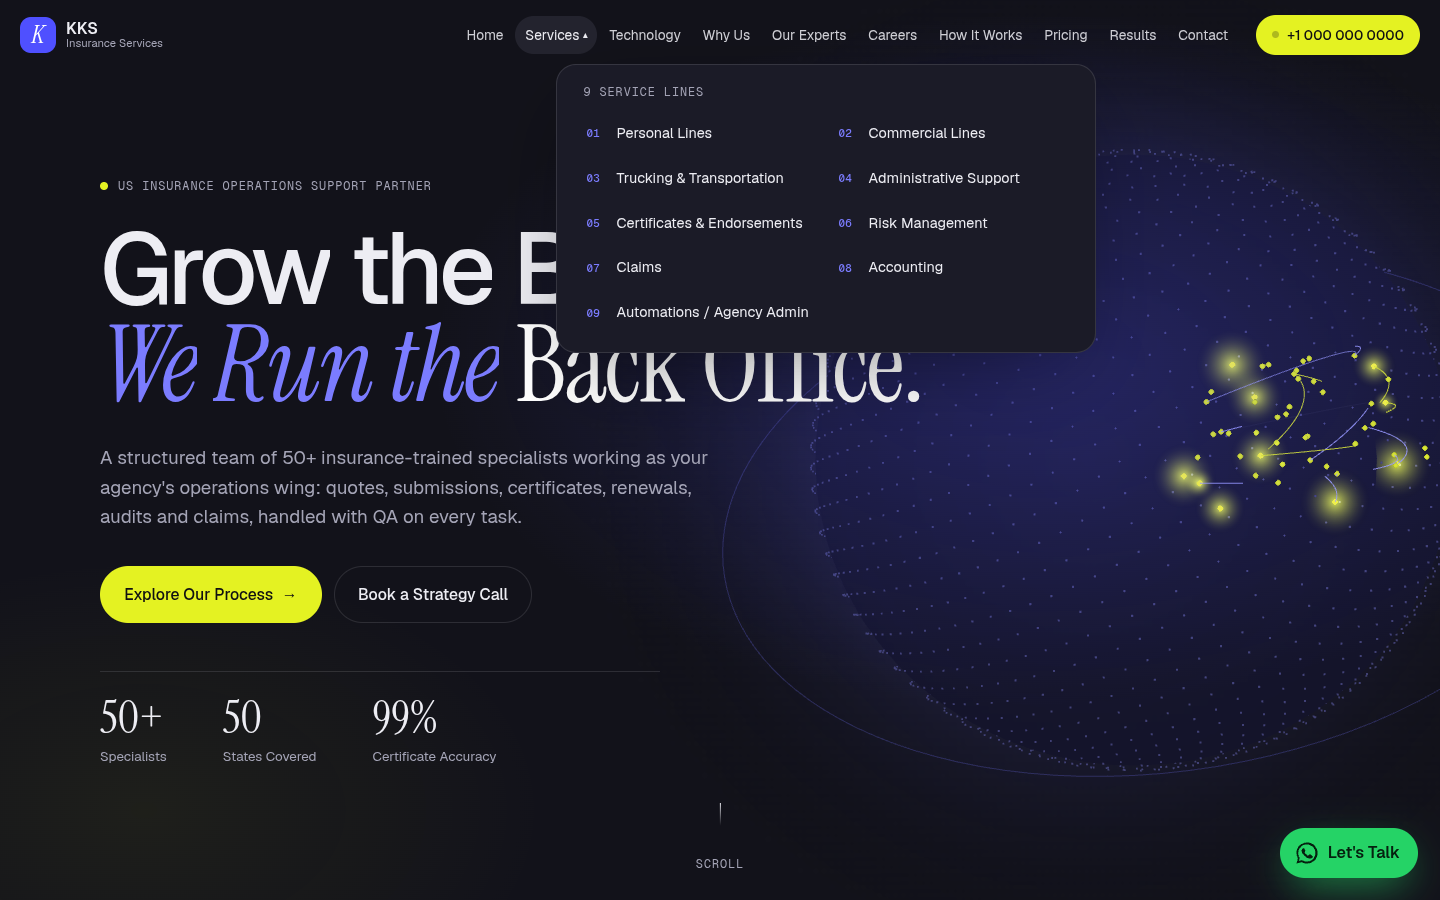 K
KKS
Insurance Services
Home
Services ▴
Technology
Why Us
Our Experts
Careers
How It Works
Pricing
Results
Contact
+1 000 000 0000
9 SERVICE LINES
01 Personal Lines
02 Commercial Lines
03 Trucking & Transportation
04 Administrative Support
05 Certificates & Endorsements
06 Risk Management
07 Claims
08 Accounting
09 Automations / Agency Admin
US INSURANCE OPERATIONS SUPPORT PARTNER
Grow the
We Run the Back Office.
A structured team of 50+ insurance-trained specialists working as your
agency's operations wing: quotes, submissions, certificates, renewals,
audits and claims, handled with QA on every task.
Explore Our Process →
Book a Strategy Call
50+
Specialists
50
States Covered
99%
Certificate Accuracy
SCROLL
Let's Talk